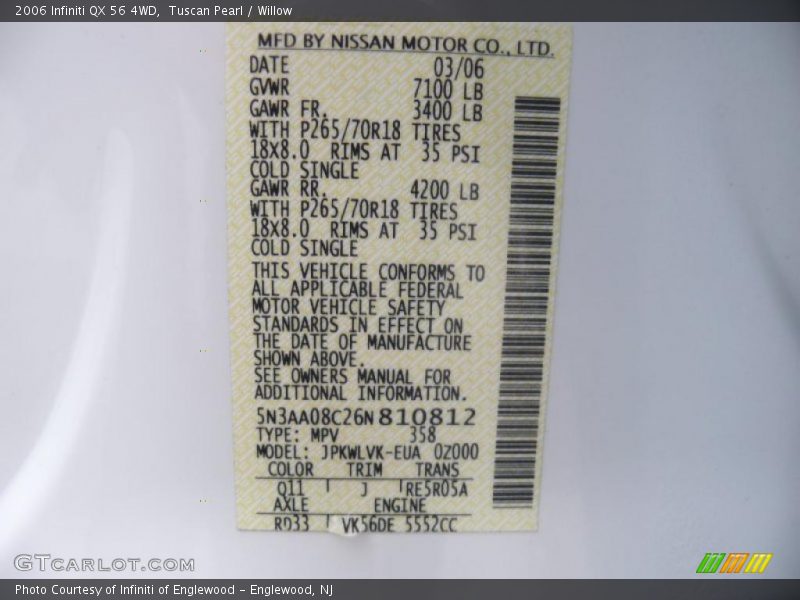 2006 Infiniti QX 56 4WD,  Tuscan Pearl / Willow
MFD BY NISSAN MOTOR CO., LTD.
DATE 03/06
GVWR 7100 LB
GAWR FR. 3400 LB
WITH P265/70R18 TIRES
18X8.0 RIMS AT 35 PSI
COLD SINGLE
GAWR RR. 4200 LB
WITH P265/70R18 TIRES
18X8.0 RIMS AT 35 PSI
COLD SINGLE
THIS VEHICLE CONFORMS TO
ALL APPLICABLE FEDERAL
MOTOR VEHICLE SAFETY
STANDARDS IN EFFECT ON
THE DATE OF MANUFACTURE
SHOWN ABOVE.
SEE OWNERS MANUAL FOR
ADDITIONAL INFORMATION.
5N3AA08C26N810812
TYPE: MPV 358
MODEL: JPKWLVK-EUA 0Z000
COLOR TRIM TRANS
Q11 J RE5R05A
AXLE ENGINE
RD33 VK56DE 5552CC
GTCarLot.com
Photo Courtesy of Infiniti of Englewood - Englewood, NJ